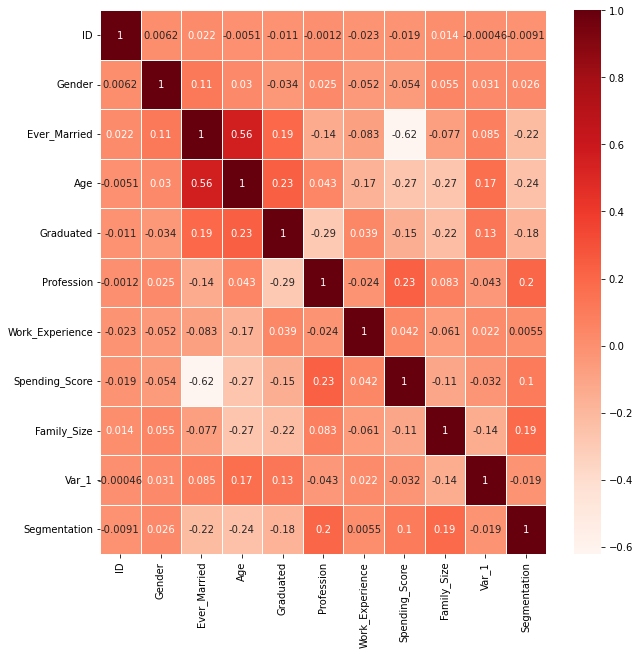 ID 1 0.0062 0.022 -0.0051 -0.011 -0.0012 -0.023 -0.019 0.014 -0.00046 -0.0091
Gender 0.0062 1 0.11 0.03 -0.034 0.025 -0.052 -0.054 0.055 0.031 0.026
Ever_Married 0.022 0.11 1 0.56 0.19 -0.14 -0.083 -0.62 -0.077 0.085 -0.22
Age -0.0051 0.03 0.56 1 0.23 0.043 -0.17 -0.27 -0.27 0.17 -0.24
Graduated -0.011 -0.034 0.19 0.23 1 -0.29 0.039 -0.15 -0.22 0.13 -0.18
Profession -0.0012 0.025 -0.14 0.043 -0.29 1 -0.024 0.23 0.083 -0.043 0.2
Work_Experience -0.023 -0.052 -0.083 -0.17 0.039 -0.024 1 0.042 -0.061 0.022 0.0055
Spending_Score -0.019 -0.054 -0.62 -0.27 -0.15 0.23 0.042 1 -0.11 -0.032 0.1
Family_Size 0.014 0.055 -0.077 -0.27 -0.22 0.083 -0.061 -0.11 1 -0.14 0.19
Var_1 -0.00046 0.031 0.085 0.17 0.13 -0.043 0.022 -0.032 -0.14 1 -0.019
Segmentation -0.0091 0.026 -0.22 -0.24 -0.18 0.2 0.0055 0.1 0.19 -0.019 1
ID Gender Ever_Married Age Graduated Profession Work_Experience Spending_Score Family_Size Var_1 Segmentation
1.0
0.8
0.6
0.4
0.2
0.0
-0.2
-0.4
-0.6